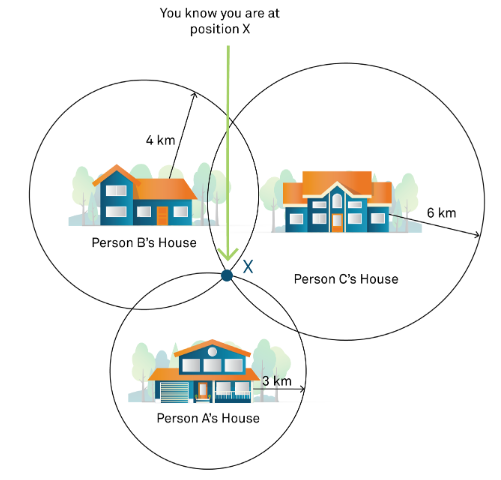 You know you are at
position X
4 km
Person B's House
6 km
Person C's House
X
3 km
Person A's House